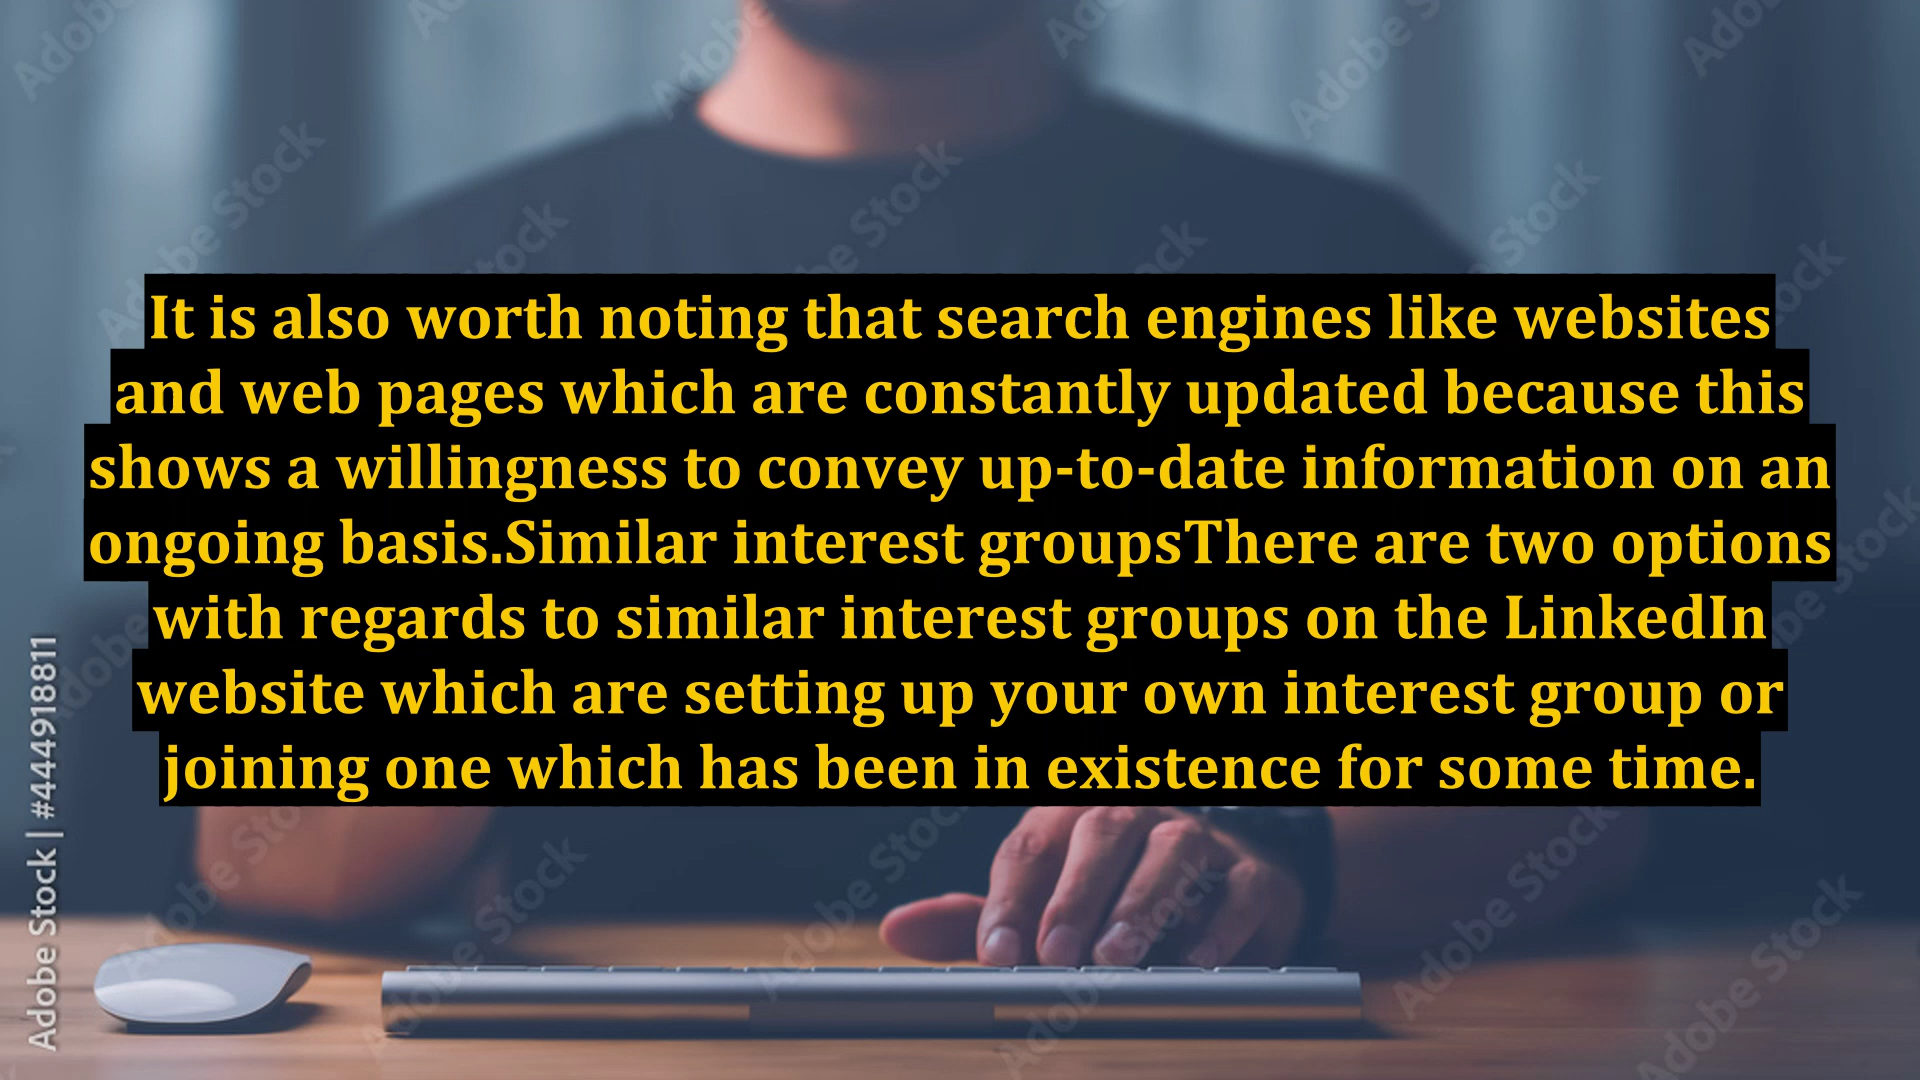 It is also worth noting that search engines like websites
and web pages which are constantly updated because this
shows a willingness to convey up-to-date information on an
ongoing basis.Similar interest groupsThere are two options
with regards to similar interest groups on the LinkedIn
website which are setting up your own interest group or
joining one which has been in existence for some time.
Adobe Stock | #444918811
Adobe Stock